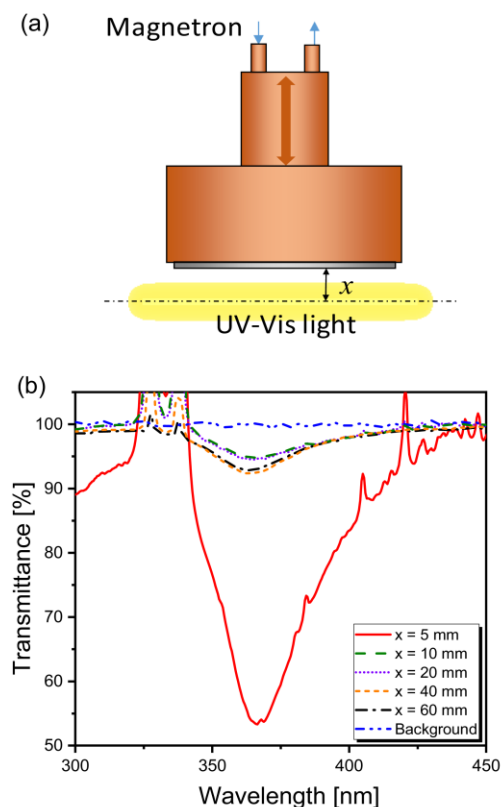 (a)
Magnetron
x
UV-Vis light
(b)
Transmittance [%]
100
90
80
70
60
50
x = 5 mm
x = 10 mm
x = 20 mm
x = 40 mm
x = 60 mm
Background
300
350
400
450
Wavelength [nm]